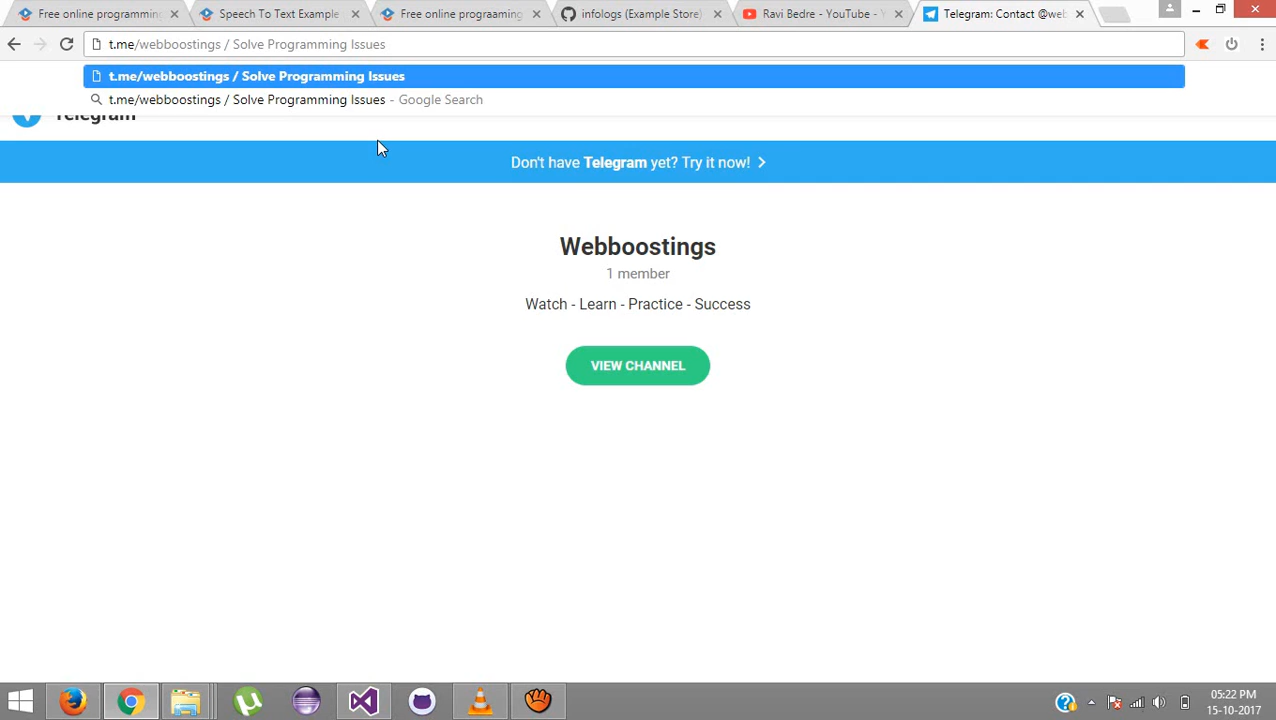 Free online programming
Speech To Text Example
Free online prograaming
infologs (Example Store)
Ravi Bedre - YouTube - Y
Telegram: Contact @web
t.me/webboostings / Solve Programming Issues
t.me/webboostings / Solve Programming Issues
t.me/webboostings / Solve Programming Issues - Google Search
Telegram
Don't have Telegram yet? Try it now!
Webboostings
1 member
Watch - Learn - Practice - Success
VIEW CHANNEL
05:22 PM
15-10-2017